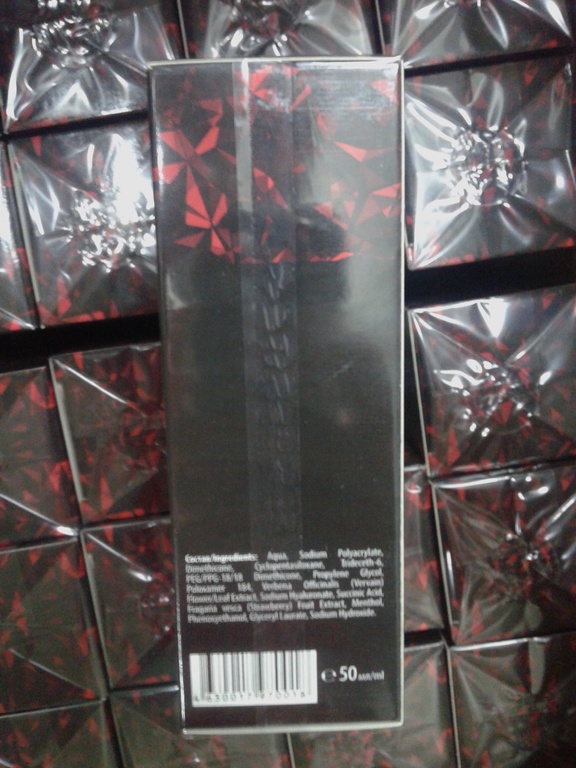 Состав/Ingredients: Aqua, Sodium Polyacrylate,
Dimethicone, Cyclopentasiloxane, Trideceth-6,
PEG/PPG-18/18 Dimethicone, Propylene Glycol,
Poloxamer 184, Verbena Officinalis (Vervain)
Flower/Leaf Extract, Sodium Hyaluronate, Succinic Acid,
Fragaria vesca (Strawberry) Fruit Extract, Menthol,
Phenoxyethanol, Glyceryl Laurate, Sodium Hydroxide.
℮ 50 мл/ml